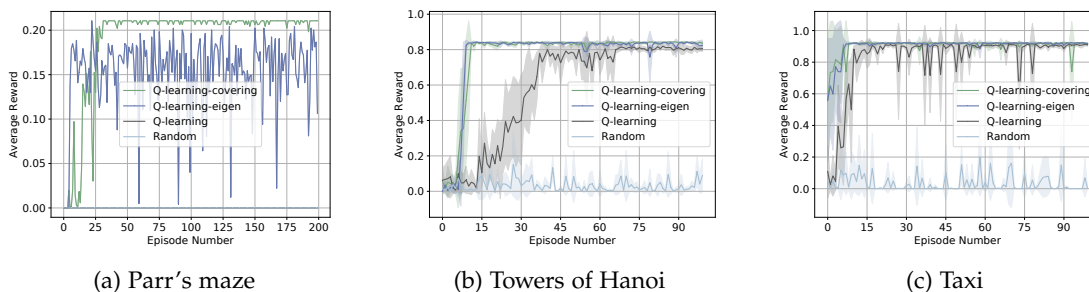 0.20
0.15
0.10
0.05
0.00
Average Reward
Q-learning-covering
Q-learning-eigen
Q-learning
Random
0 25 50 75 100 125 150 175 200
Episode Number
(a) Parr's maze
1.0
0.8
0.6
0.4
0.2
0.0
Average Reward
Q-learning-covering
Q-learning-eigen
Q-learning
Random
0 15 30 45 60 75 90
Episode Number
(b) Towers of Hanoi
1.0
0.8
0.6
0.4
0.2
0.0
Average Reward
Q-learning-covering
Q-learning-eigen
Q-learning
Random
0 15 30 45 60 75 90
Episode Number
(c) Taxi